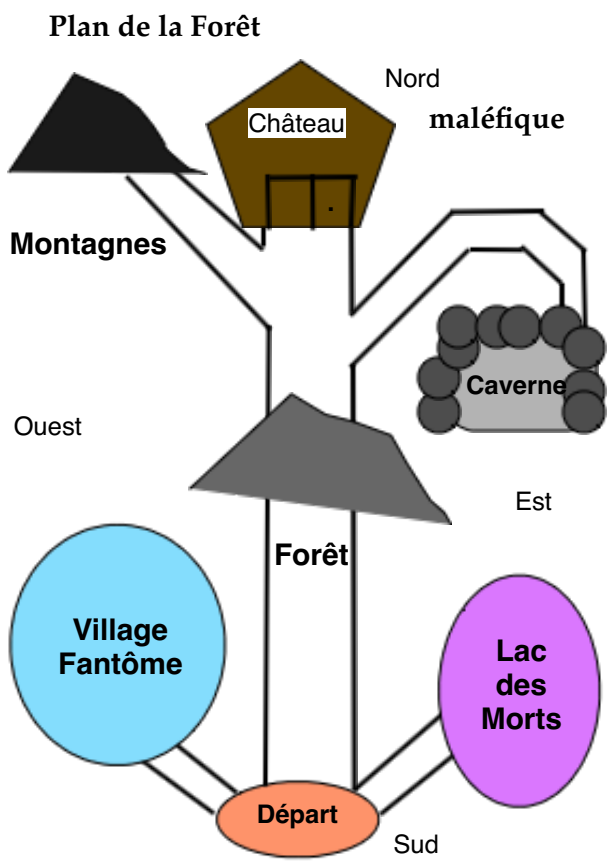 Plan de la Forêt
Nord
maléfique
Château
Montagnes
Caverne
Ouest
Est
Forêt
Village
Fantôme
Lac
des
Morts
Départ
Sud